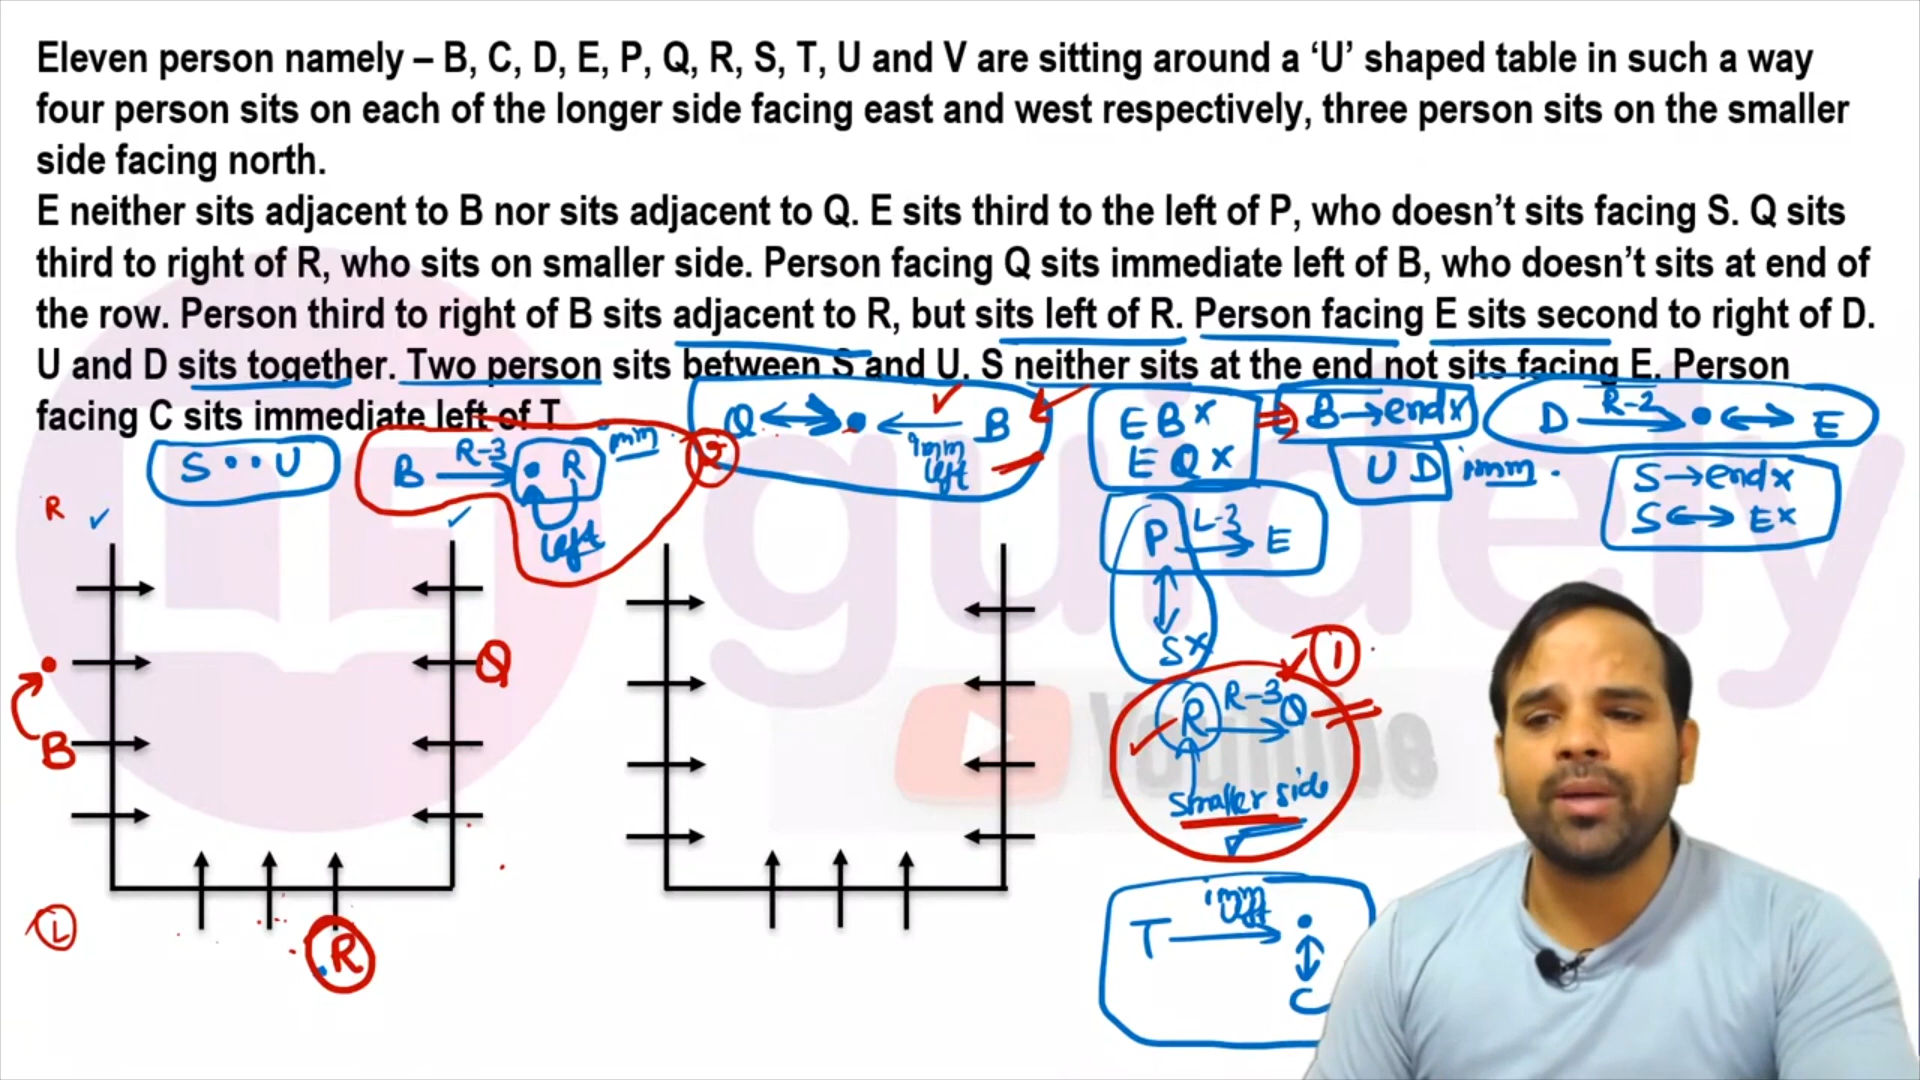 Eleven person namely – B, C, D, E, P, Q, R, S, T, U and V are sitting around a ‘U’ shaped table in such a way
four person sits on each of the longer side facing east and west respectively, three person sits on the smaller
side facing north.
E neither sits adjacent to B nor sits adjacent to Q. E sits third to the left of P, who doesn’t sits facing S. Q sits
third to right of R, who sits on smaller side. Person facing Q sits immediate left of B, who doesn’t sits at end of
the row. Person third to right of B sits adjacent to R, but sits left of R. Person facing E sits second to right of D.
U and D sits together. Two person sits between S and U. S neither sits at the end not sits facing E. Person
facing C sits immediate left of T.
Q ↔ • ← B
imm left
E B x
E Q x
B → end x
D R-2 → • ↔ E
S • • U
B R-3 → • R
imm
left
2
U D imm.
S → end x
S ↔ E x
P L-3 → E
↕
S x
R
B
Q
L
R
1
R R-3 → Q
smaller side
T imm left → •
↕
C
guidely
Youtube